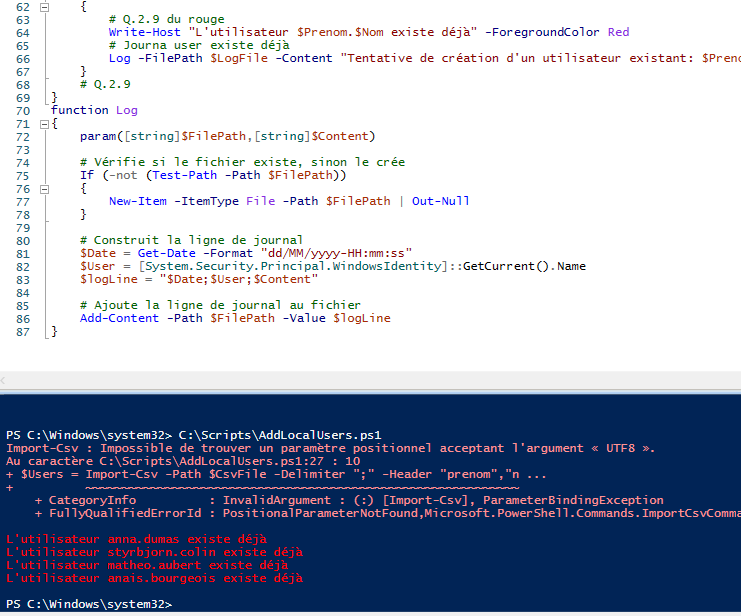 62 {
63 # Q.2.9 du rouge
64 Write-Host "L'utilisateur $Prenom.$Nom existe déjà" -ForegroundColor Red
65 # Journa user existe déjà
66 Log -FilePath $LogFile -Content "Tentative de création d'un utilisateur existant: $Preno
67 }
68 # Q.2.9
69 }
70 function Log
71 {
72 param([string]$FilePath,[string]$Content)
73
74 # Vérifie si le fichier existe, sinon le crée
75 If (-not (Test-Path -Path $FilePath))
76 {
77 New-Item -ItemType File -Path $FilePath | Out-Null
78 }
79
80 # Construit la ligne de journal
81 $Date = Get-Date -Format "dd/MM/yyyy-HH:mm:ss"
82 $User = [System.Security.Principal.WindowsIdentity]::GetCurrent().Name
83 $logLine = "$Date;$User;$Content"
84
85 # Ajoute la ligne de journal au fichier
86 Add-Content -Path $FilePath -Value $logLine
87 }
PS C:\Windows\system32> C:\Scripts\AddLocalUsers.ps1
Import-Csv : Impossible de trouver un paramètre positionnel acceptant l'argument « UTF8 ».
Au caractère C:\Scripts\AddLocalUsers.ps1:27 : 10
+ $Users = Import-Csv -Path $CsvFile -Delimiter ";" -Header "prenom","n ...
+ ~~~~~~~~~~~~~~~~~~~~~~~~~~~~~~~~~~~~~~~~~~~~~~~~~~~~~~~~~~~~~
+ CategoryInfo : InvalidArgument : (:) [Import-Csv], ParameterBindingException
+ FullyQualifiedErrorId : PositionalParameterNotFound,Microsoft.PowerShell.Commands.ImportCsvComma
L'utilisateur anna.dumas existe déjà
L'utilisateur styrbjorn.colin existe déjà
L'utilisateur matheo.aubert existe déjà
L'utilisateur anais.bourgeois existe déjà
PS C:\Windows\system32>